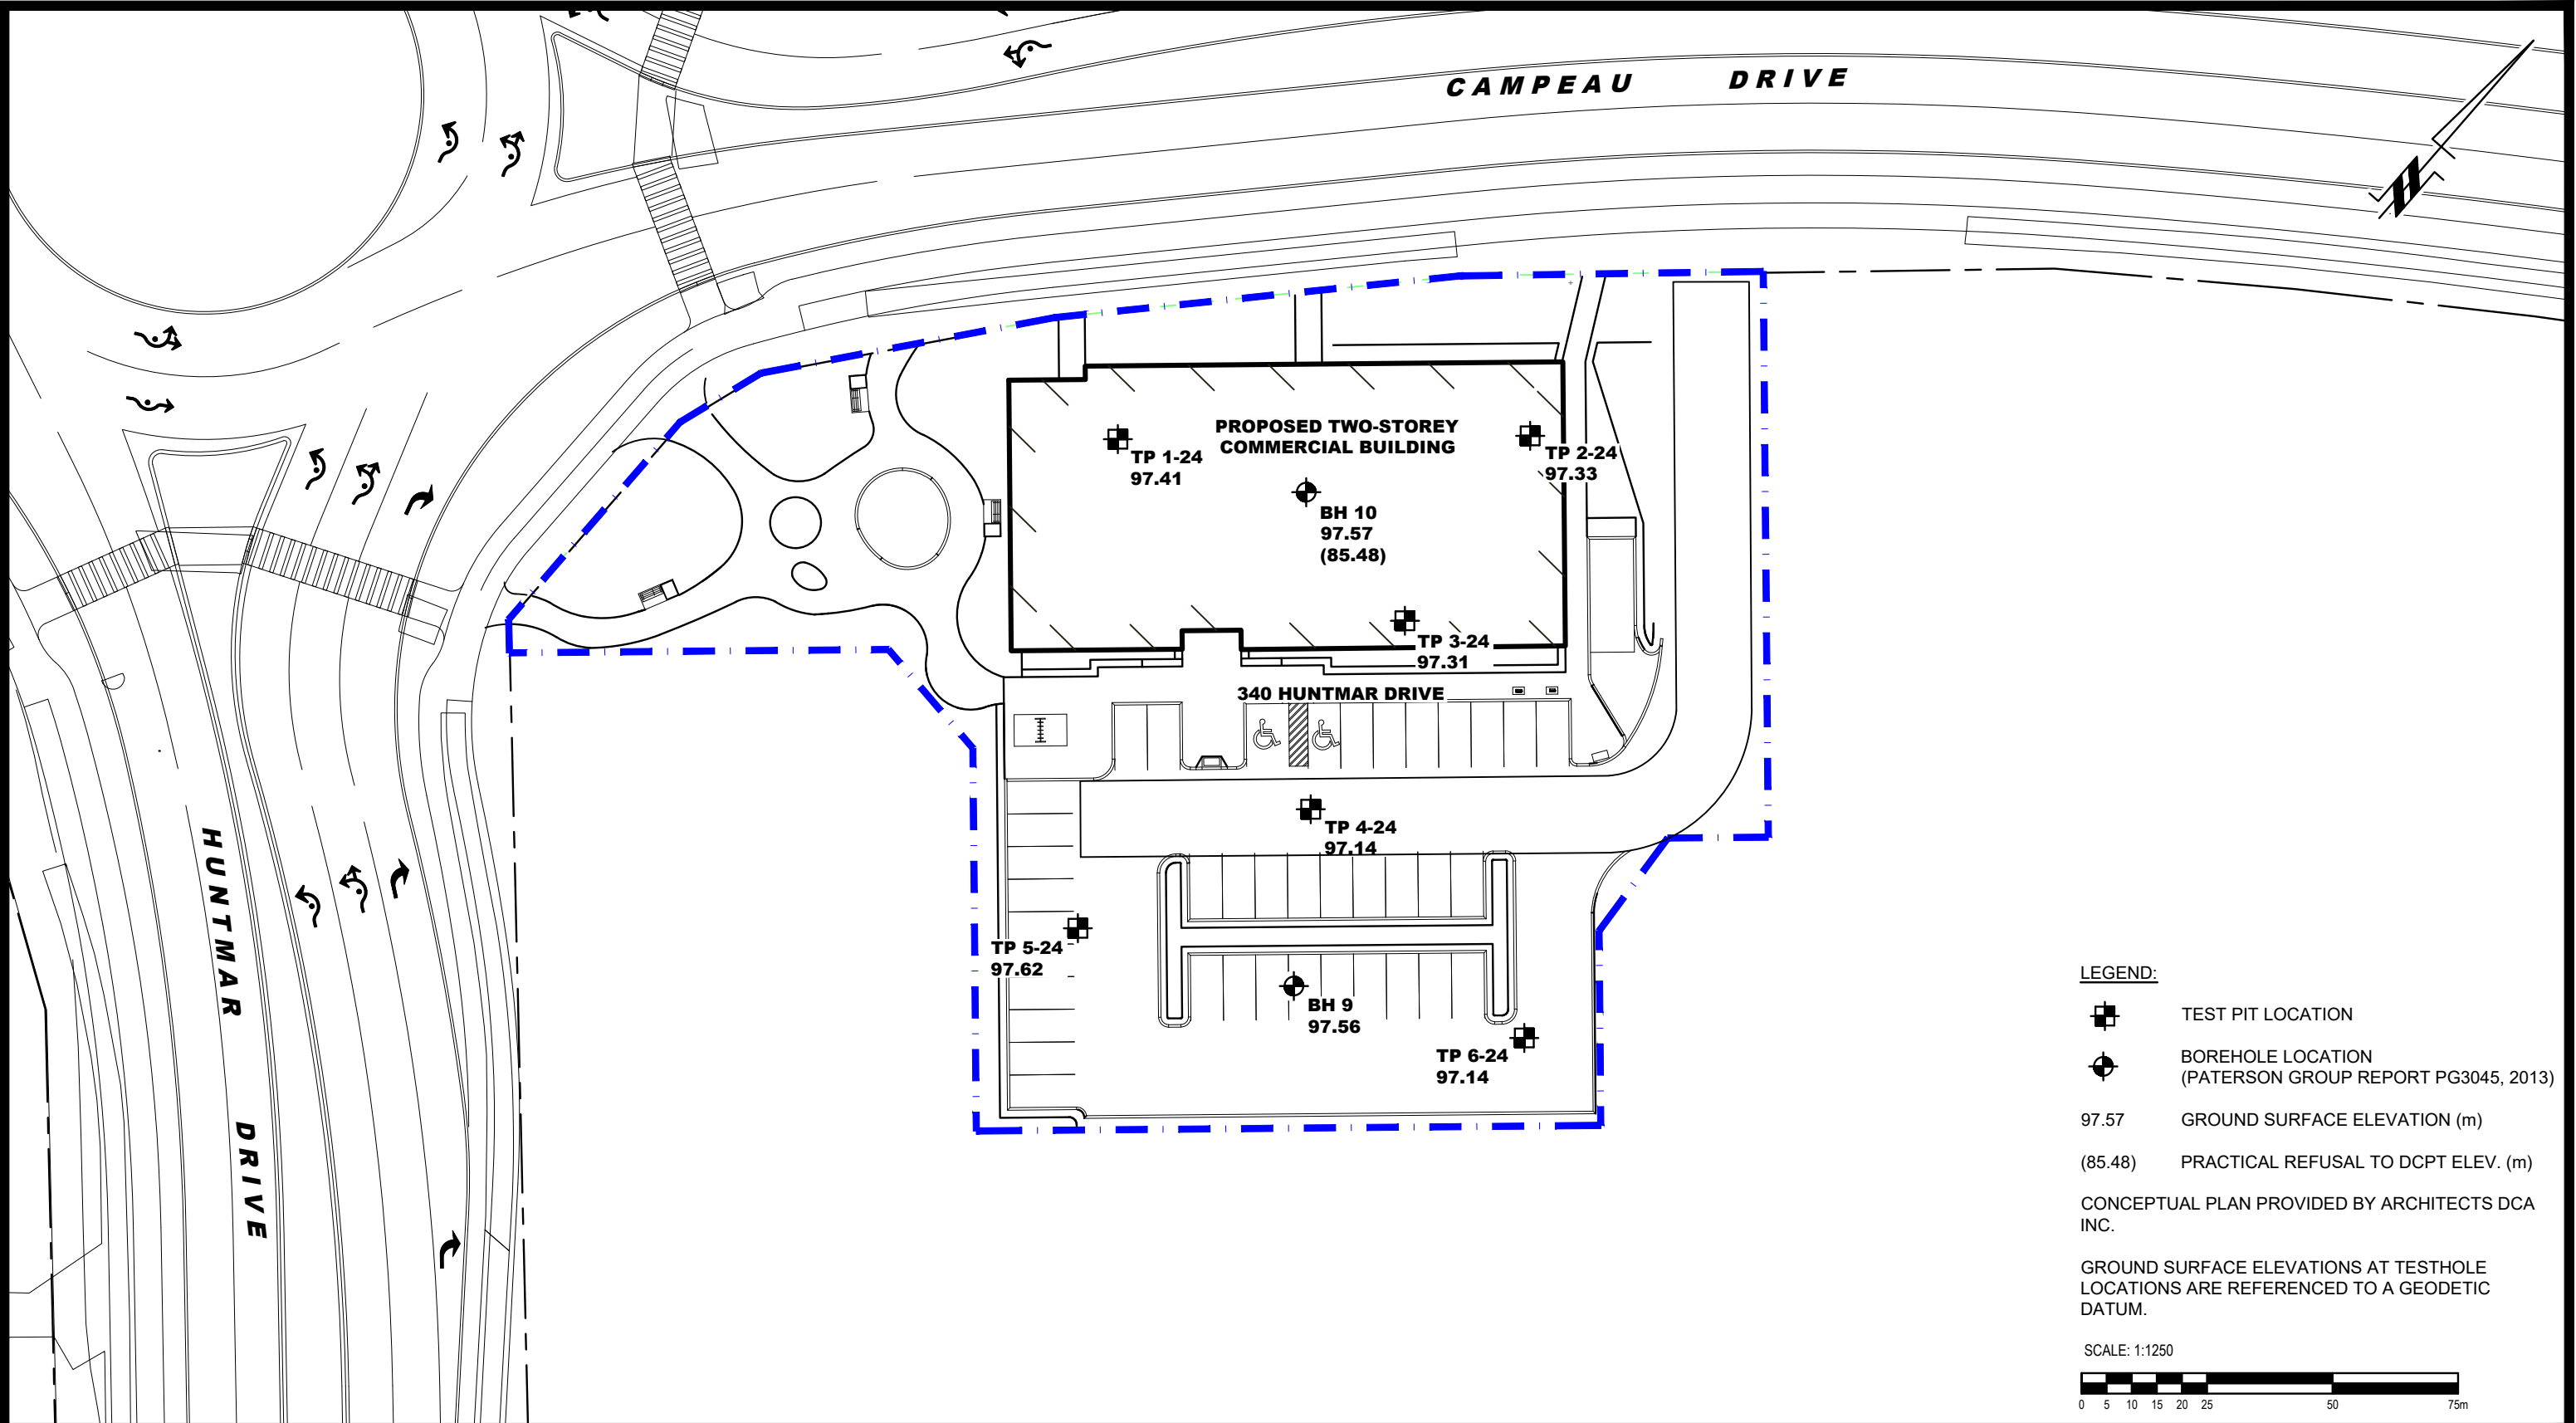 CAMPEAU DRIVE
PROPOSED TWO-STOREY
COMMERCIAL BUILDING
TP 1-24
97.41
TP 2-24
97.33
BH 10
97.57
(85.48)
TP 3-24
97.31
340 HUNTMAR DRIVE
TP 4-24
97.14
TP 5-24
97.62
BH 9
97.56
TP 6-24
97.14
HUNTMAR DRIVE
LEGEND:
TEST PIT LOCATION
BOREHOLE LOCATION
(PATERSON GROUP REPORT PG3045, 2013)
97.57 GROUND SURFACE ELEVATION (m)
(85.48) PRACTICAL REFUSAL TO DCPT ELEV. (m)
CONCEPTUAL PLAN PROVIDED BY ARCHITECTS DCA
INC.
GROUND SURFACE ELEVATIONS AT TESTHOLE
LOCATIONS ARE REFERENCED TO A GEODETIC
DATUM.
SCALE: 1:1250
0 5 10 15 20 25 50 75m